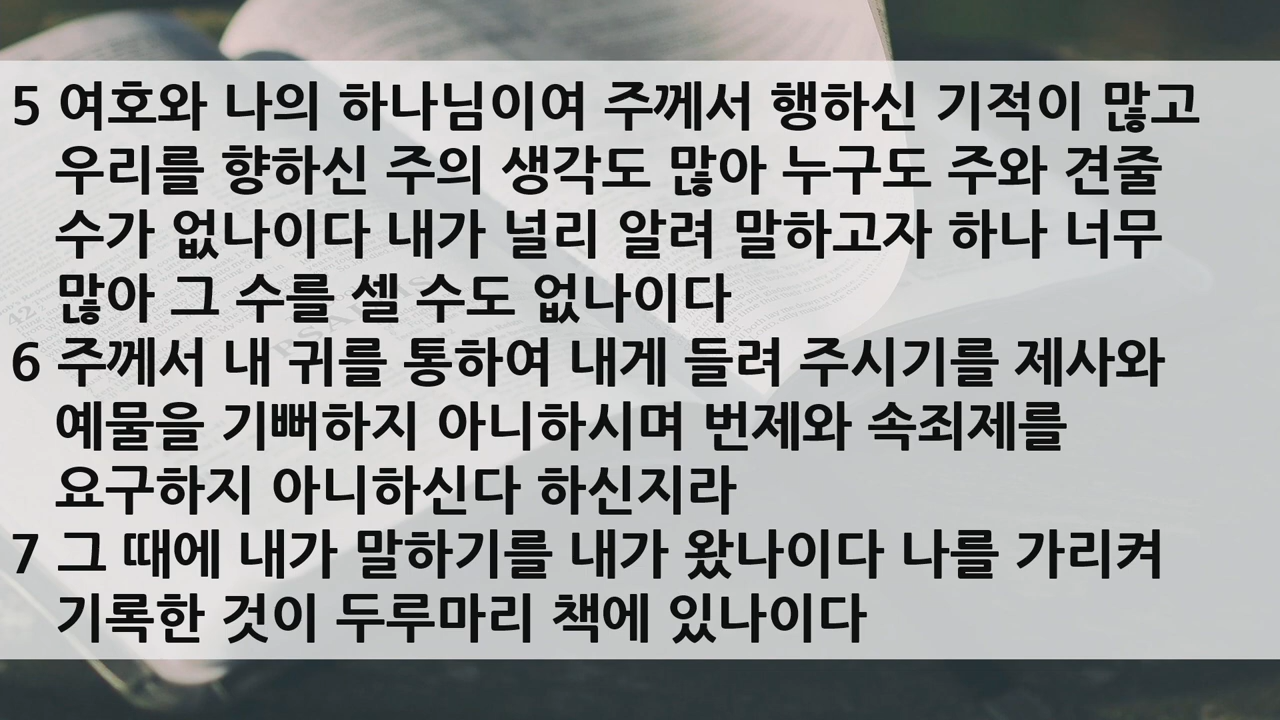 5 여호와 나의 하나님이여 주께서 행하신 기적이 많고
우리를 향하신 주의 생각도 많아 누구도 주와 견줄
수가 없나이다 내가 널리 알려 말하고자 하나 너무
많아 그 수를 셀 수도 없나이다
6 주께서 내 귀를 통하여 내게 들려 주시기를 제사와
예물을 기뻐하지 아니하시며 번제와 속죄제를
요구하지 아니하신다 하신지라
7 그 때에 내가 말하기를 내가 왔나이다 나를 가리켜
기록한 것이 두루마리 책에 있나이다
42
PSALMS